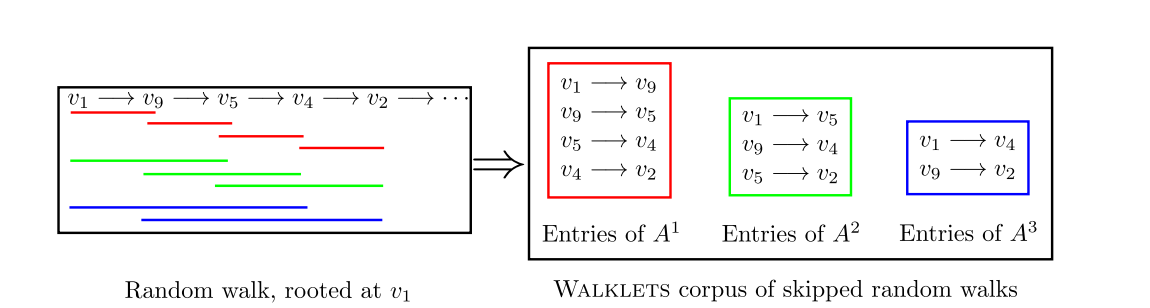 v₁ ⟶ v₉ ⟶ v₅ ⟶ v₄ ⟶ v₂ ⟶ ···
Random walk, rooted at v₁
⇒
v₁ ⟶ v₉
v₉ ⟶ v₅
v₅ ⟶ v₄
v₄ ⟶ v₂
Entries of A¹
v₁ ⟶ v₅
v₉ ⟶ v₄
v₅ ⟶ v₂
Entries of A²
v₁ ⟶ v₄
v₉ ⟶ v₂
Entries of A³
WALKLETS corpus of skipped random walks